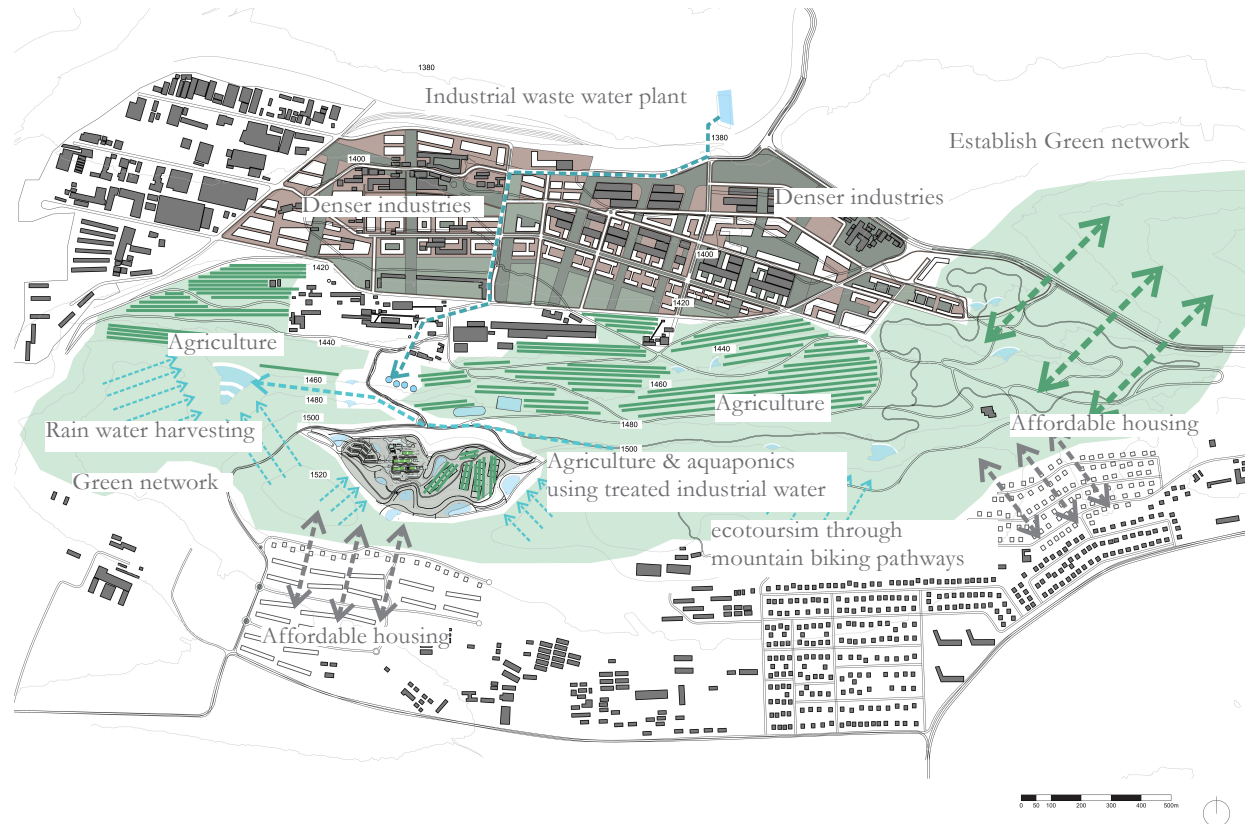 1380
Industrial waste water plant
1380
Establish Green network
1400
Denser industries
Denser industries
1400
1420
1420
1440
1440
Agriculture
1460
1460
1480
Agriculture
1480
1500
1500
Rain water harvesting
Affordable housing
Green network
1520
Agriculture & aquaponics
using treated industrial water
ecotoursim through
mountain biking pathways
Affordable housing
0 50 100 200 300 400 500m